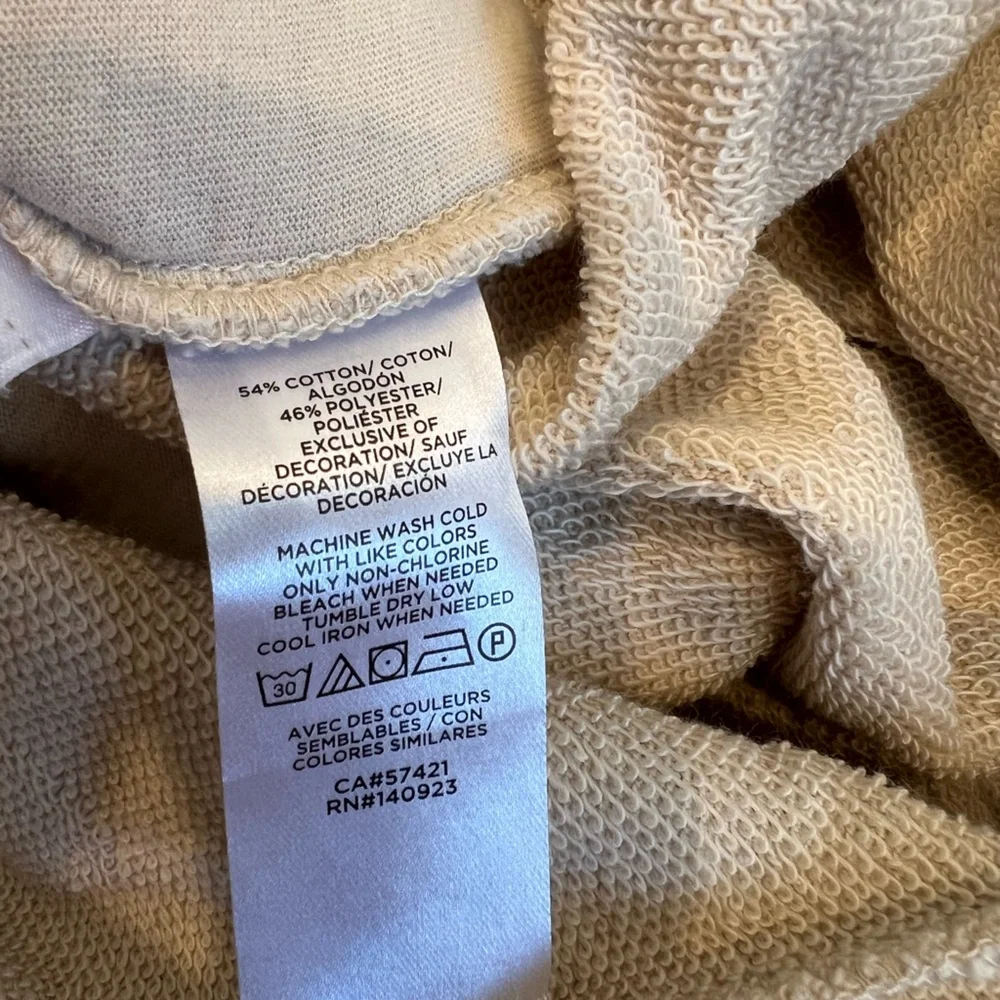 54% COTTON/ COTON/
ALGODÓN
46% POLYESTER/
POLIÉSTER
EXCLUSIVE OF
DECORATION/ SAUF
DÉCORATION/ EXCLUYE LA
DECORACIÓN
MACHINE WASH COLD
WITH LIKE COLORS
ONLY NON-CHLORINE
BLEACH WHEN NEEDED
TUMBLE DRY LOW
COOL IRON WHEN NEEDED
30 P
AVEC DES COULEURS
SEMBLABLES / CON
COLORES SIMILARES
CA#57421
RN#140923